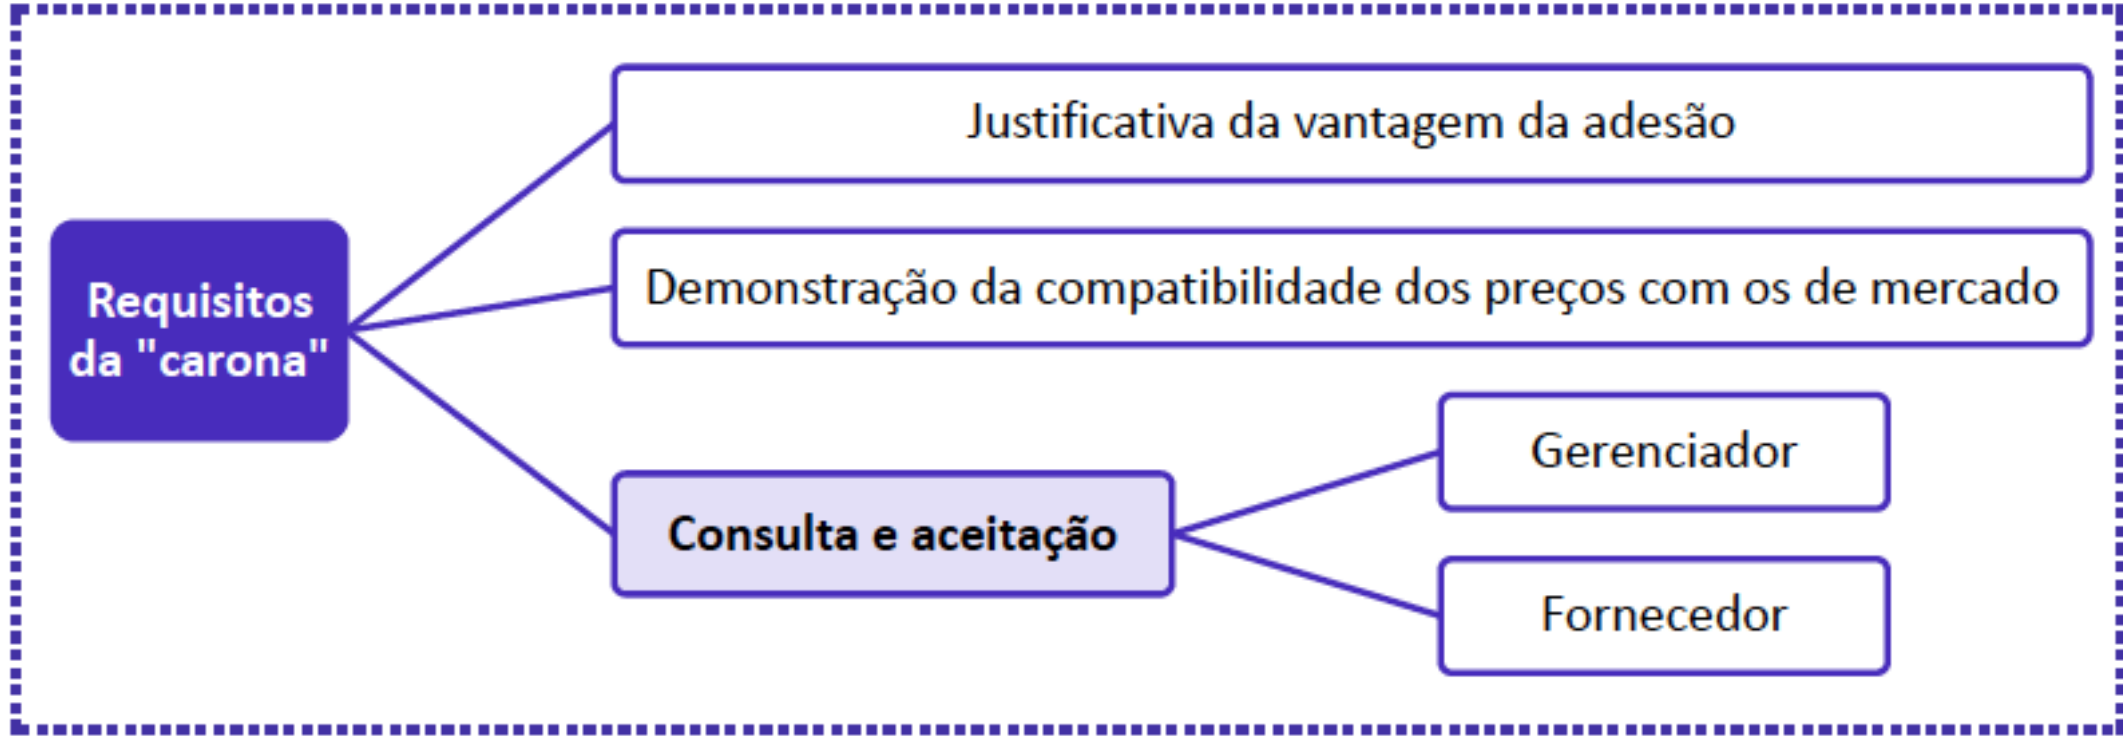 Requisitos
da "carona"
Justificativa da vantagem da adesão
Demonstração da compatibilidade dos preços com os de mercado
Consulta e aceitação
Gerenciador
Fornecedor